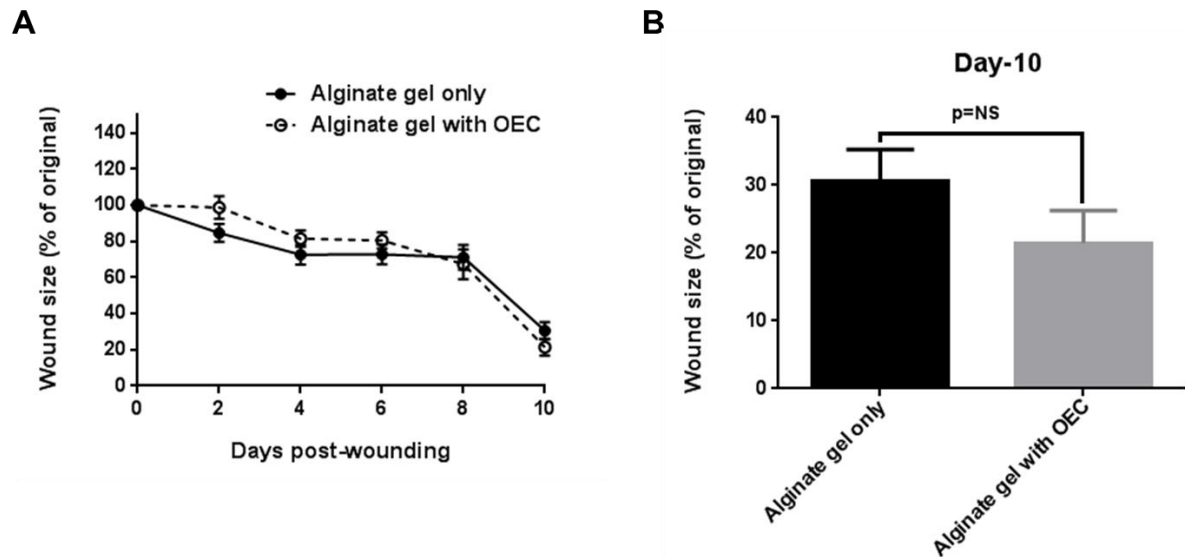 A
Alginate gel only
Alginate gel with OEC
Wound size (% of original)
140
120
100
80
60
40
20
0
0 2 4 6 8 10
Days post-wounding
B
Day-10
p=NS
Wound size (% of original)
40
30
20
10
0
Alginate gel only
Alginate gel with OEC